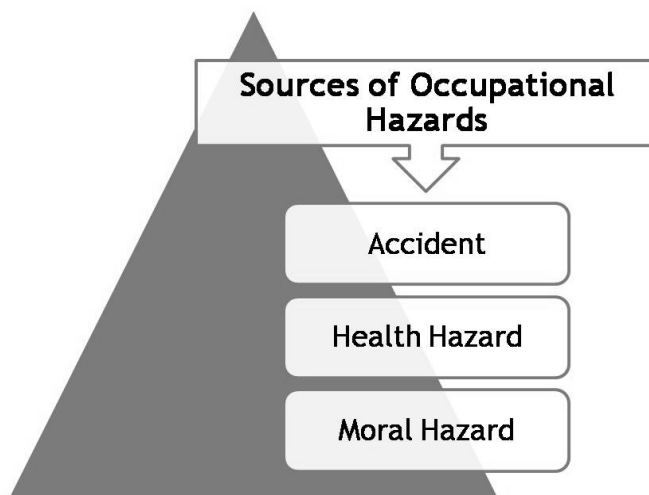 Sources of Occupational
Hazards
Accident
Health Hazard
Moral Hazard